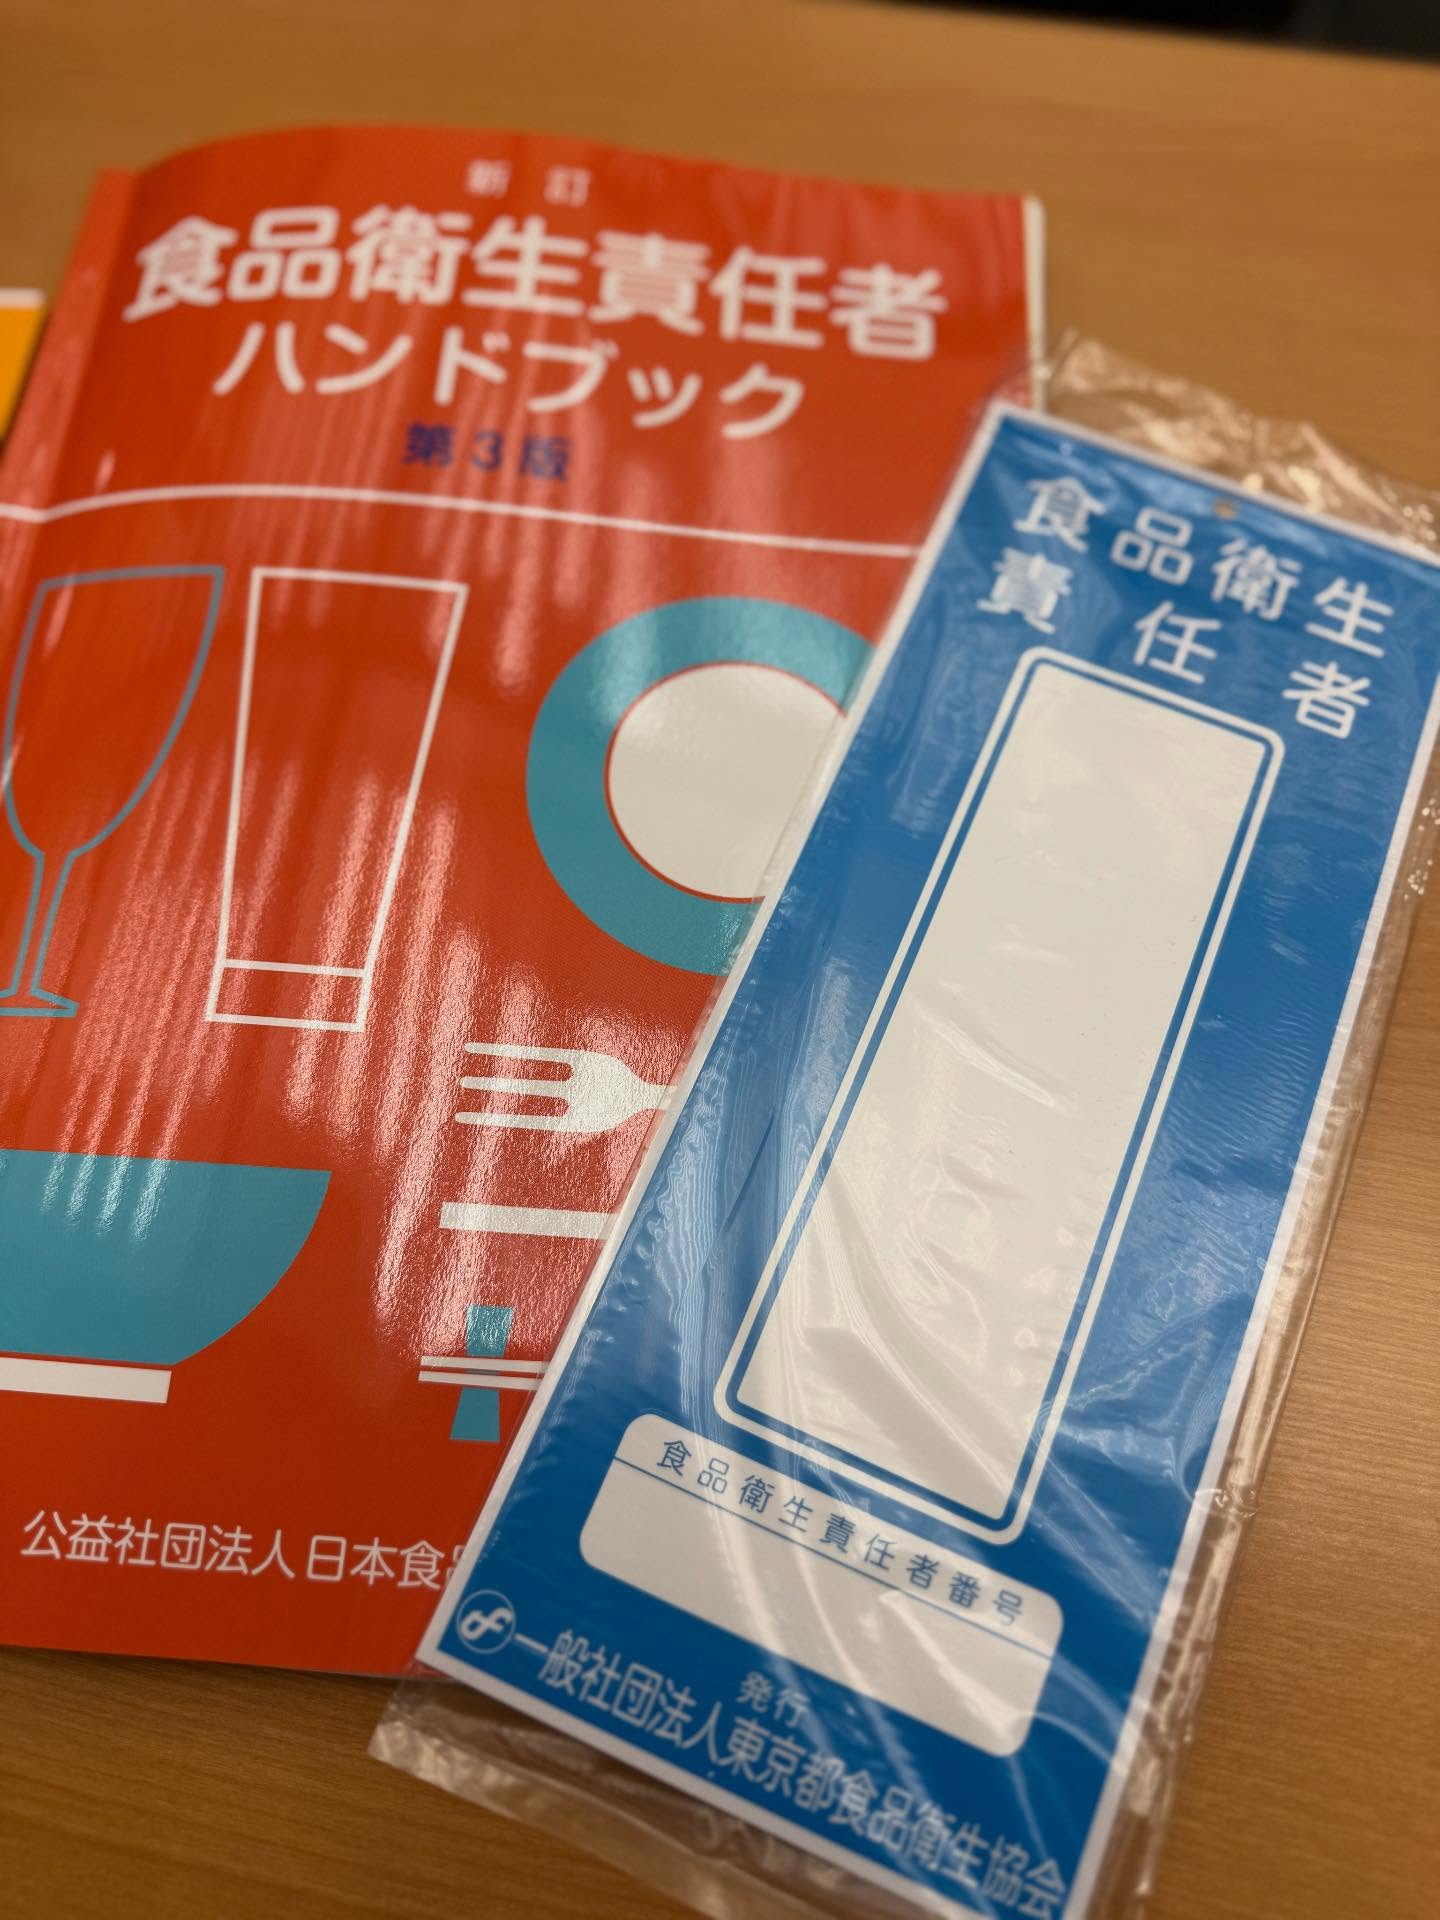 新訂
食品衛生責任者
ハンドブック
第3版
公益社団法人日本食品
食品衛生
責任者
食品衛生責任者番号
発行
一般社団法人東京都食品衛生協会